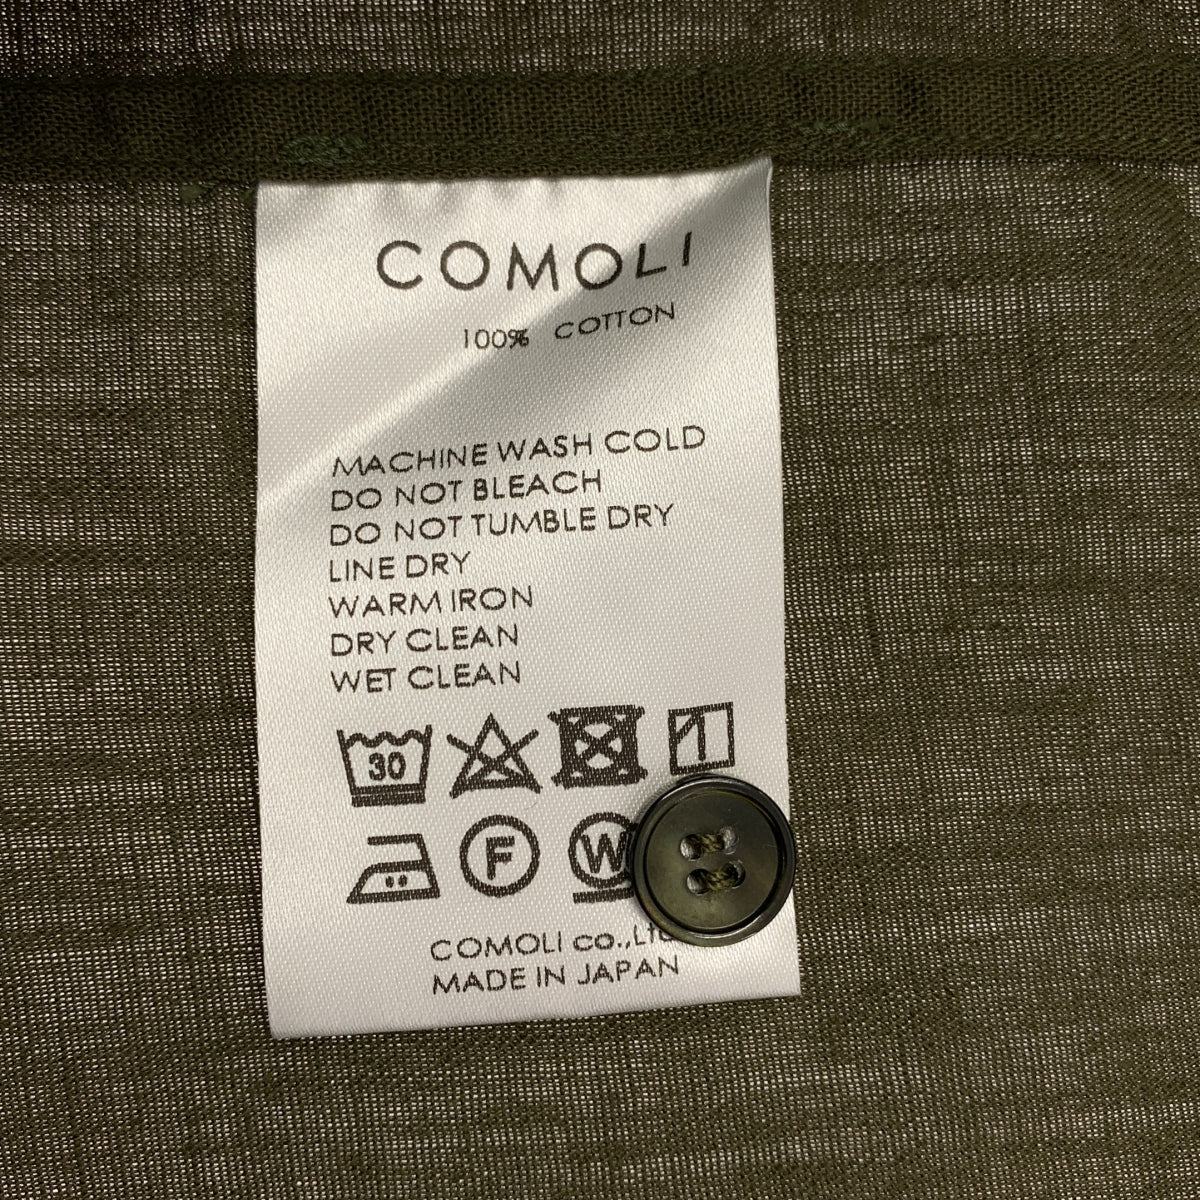 COMOLI
100% COTTON
MACHINE WASH COLD
DO NOT BLEACH
DO NOT TUMBLE DRY
LINE DRY
WARM IRON
DRY CLEAN
WET CLEAN
30
F W
COMOLI co.,Ltd
MADE IN JAPAN